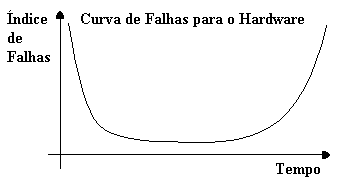 Índice
de
Falhas
Curva de Falhas para o Hardware
Tempo